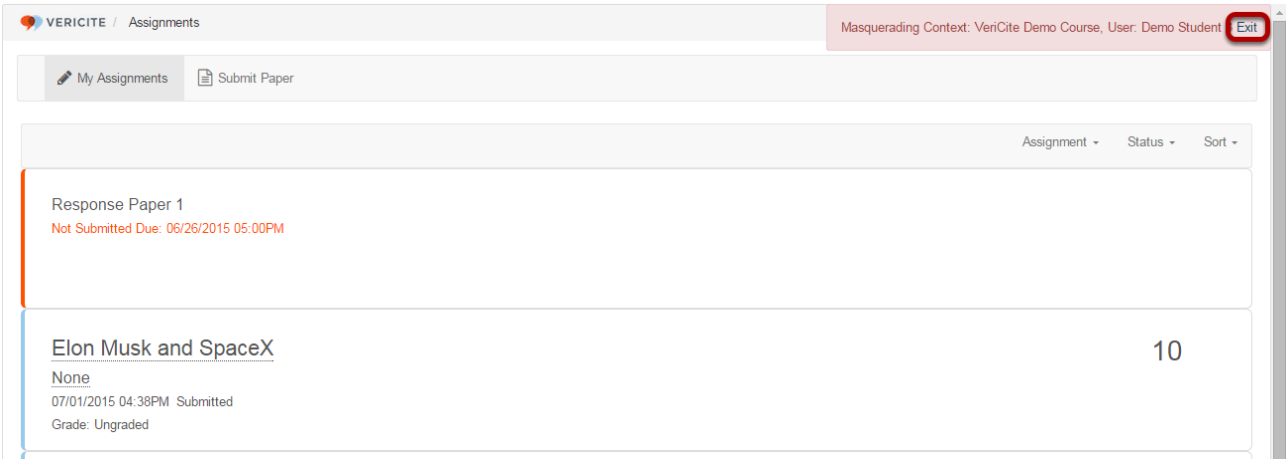 VERICITE / Assignments
Masquerading Context: VeriCite Demo Course, User: Demo Student Exit
My Assignments Submit Paper
Assignment Status Sort
Response Paper 1
Not Submitted Due: 06/26/2015 05:00PM
Elon Musk and SpaceX 10
None
07/01/2015 04:38PM Submitted
Grade: Ungraded